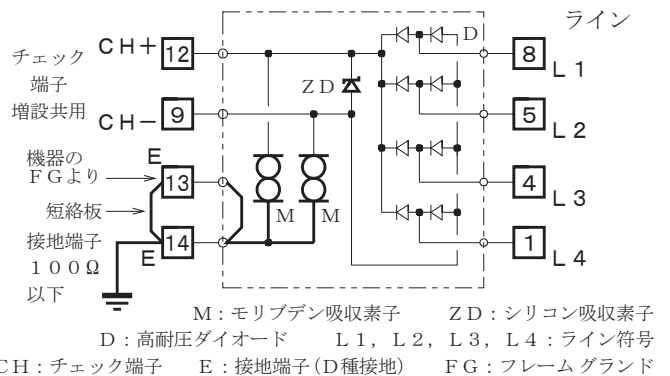 ライン
チェック
端子
増設共用
CH+ 12
CH− 9
ZD
D
8 L1
5 L2
4 L3
1 L4
機器の
FGより
E
13
短絡板
接地端子
100Ω
以下
E
14
M
M
M：モリブデン吸収素子 ZD：シリコン吸収素子
D：高耐圧ダイオード L1，L2，L3，L4：ライン符号
CH：チェック端子 E：接地端子(D種接地) FG：フレームグランド